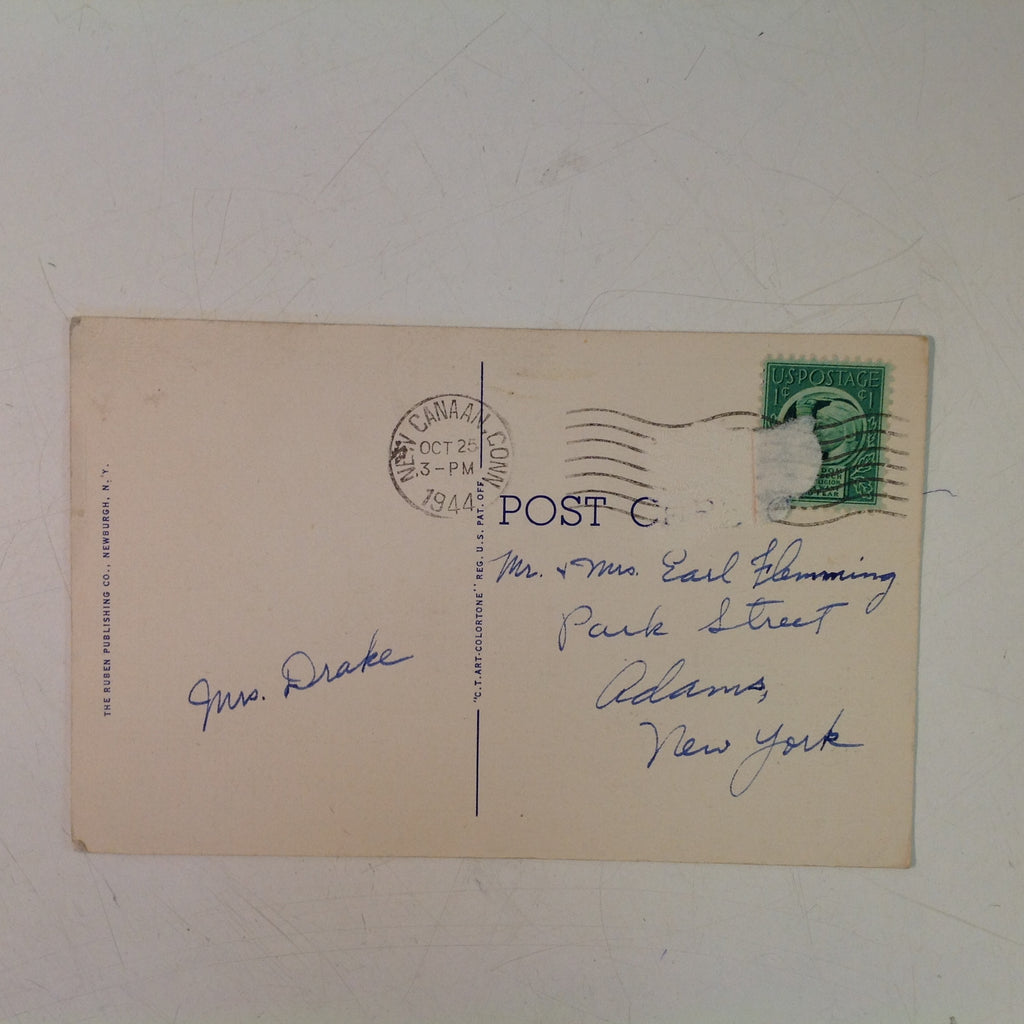 THE RUBEN PUBLISHING CO., NEWBURGH, N.Y.
Mrs. Drake
NEW CANAAN, CONN
OCT 25
3-PM
1944
"C.T. ART-COLORTONE" REG. U.S. PAT. OFF.
U.S. POSTAGE
1¢ ¢1
POST C
Mr. & Mrs. Earl Flemming
Park Street
Adams,
New York